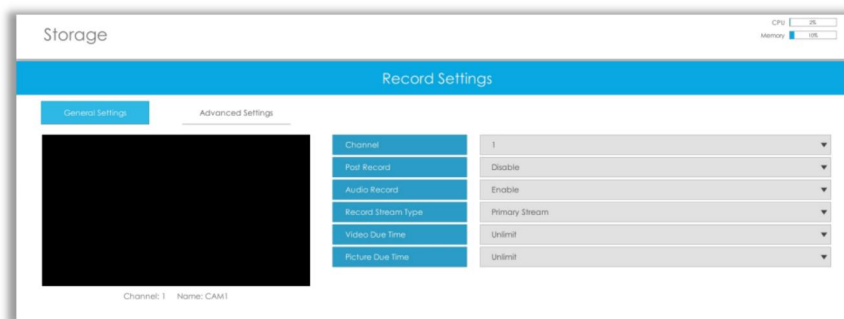 Storage
CPU 2%
Memory 10%
Record Settings
General Settings Advanced Settings
Channel 1
Post Record Disable
Audio Record Enable
Record Stream Type Primary Stream
Video Due Time Unlimit
Picture Due Time Unlimit
Channel: 1 Name: CAM1